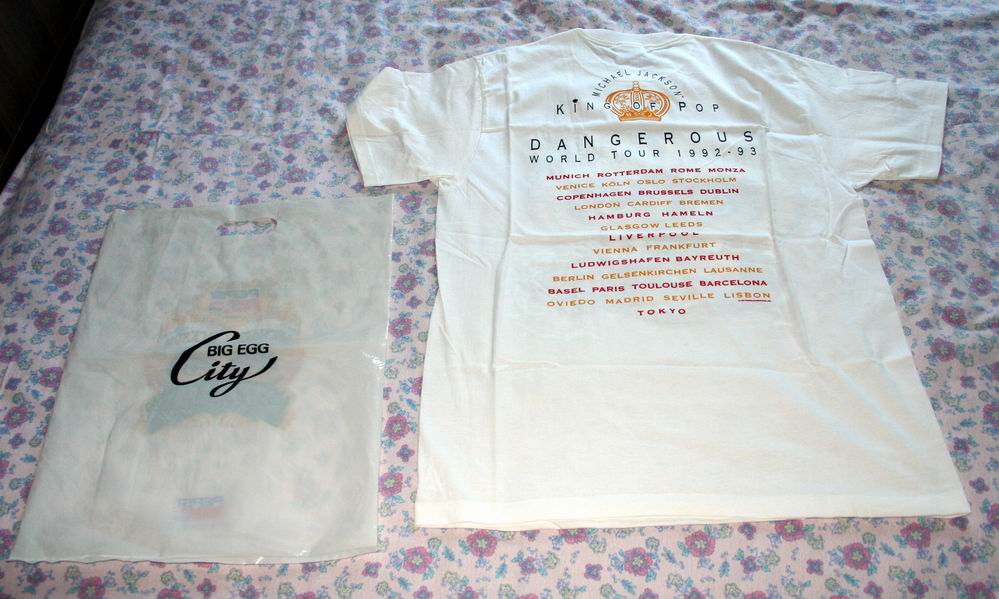 MICHAEL JACKSON
KING OF POP
DANGEROUS
WORLD TOUR 1992-93
MUNICH ROTTERDAM ROME MONZA
VENICE KÖLN OSLO STOCKHOLM
COPENHAGEN BRUSSELS DUBLIN
LONDON CARDIFF BREMEN
HAMBURG HAMELN
GLASGOW LEEDS
LIVERPOOL
VIENNA FRANKFURT
LUDWIGSHAFEN BAYREUTH
BERLIN GELSENKIRCHEN LAUSANNE
BASEL PARIS TOULOUSE BARCELONA
OVIEDO MADRID SEVILLE LISBON
TOKYO
BIG EGG
City